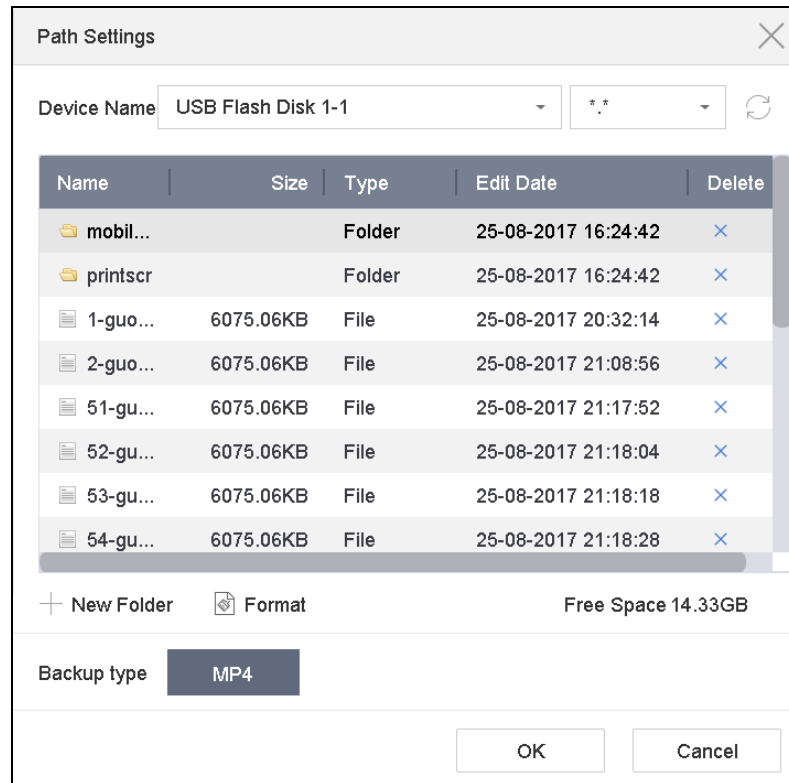 Path Settings
Device Name USB Flash Disk 1-1 *.*
Name Size Type Edit Date Delete
mobil... Folder 25-08-2017 16:24:42
printscr Folder 25-08-2017 16:24:42
1-guo... 6075.06KB File 25-08-2017 20:32:14
2-guo... 6075.06KB File 25-08-2017 21:08:56
51-gu... 6075.06KB File 25-08-2017 21:17:52
52-gu... 6075.06KB File 25-08-2017 21:18:04
53-gu... 6075.06KB File 25-08-2017 21:18:18
54-gu... 6075.06KB File 25-08-2017 21:18:28
New Folder Format Free Space 14.33GB
Backup type MP4
OK Cancel